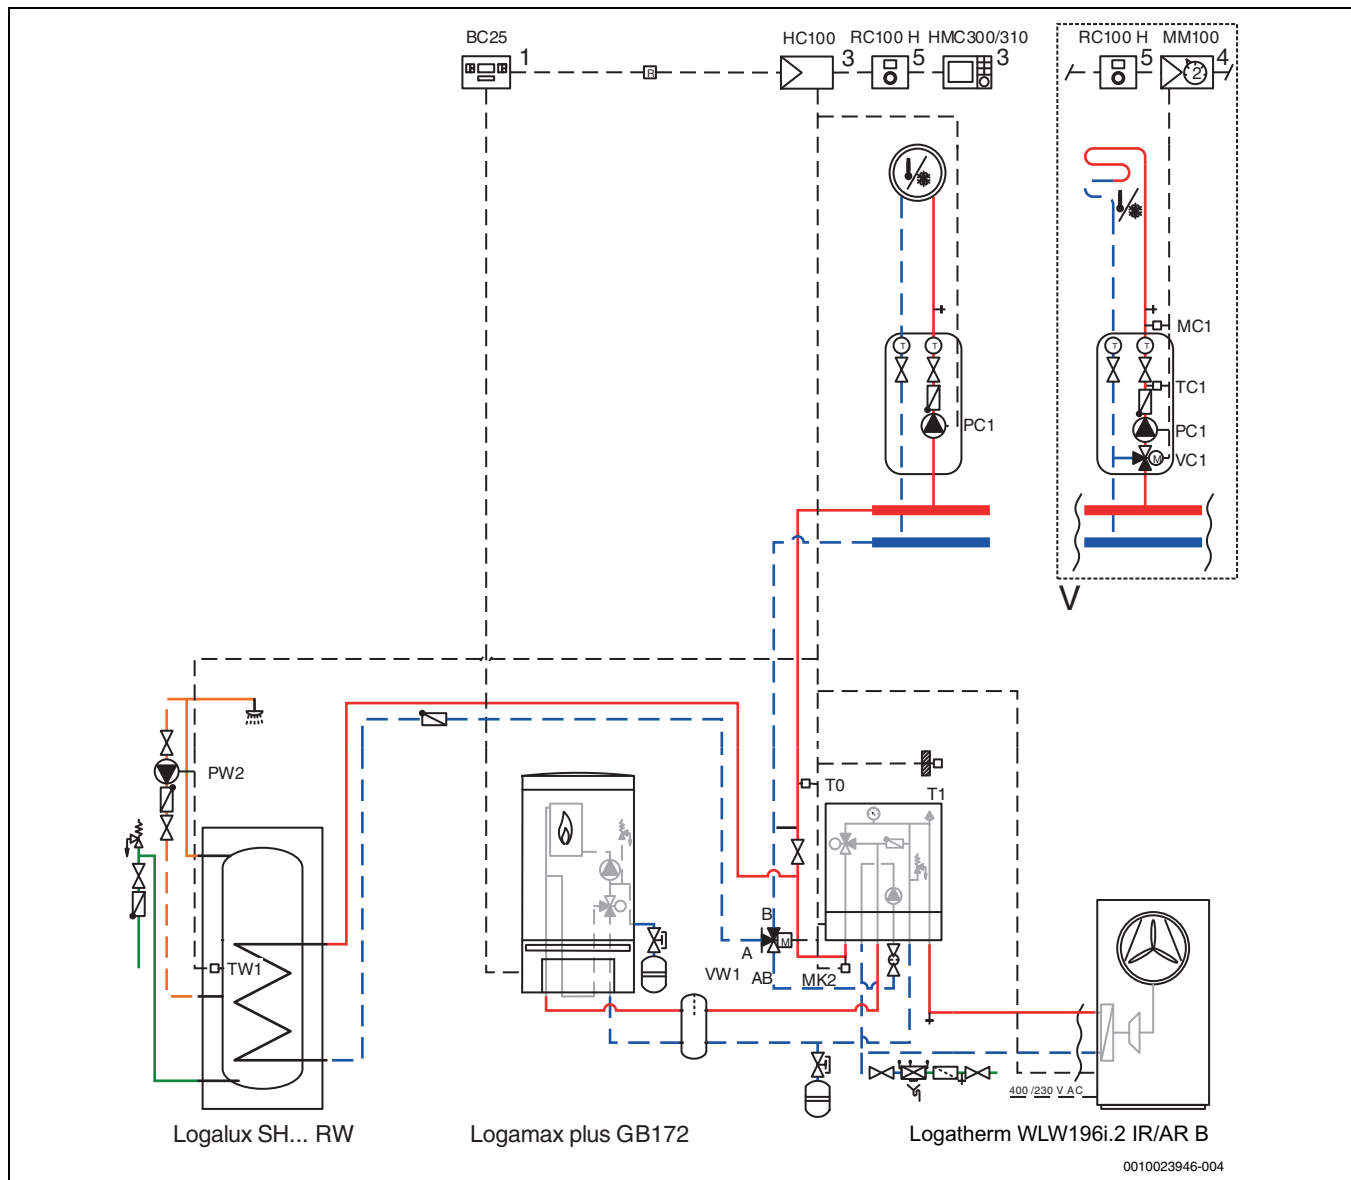 BC25
1
R
HC100
3
RC100 H
5
HMC300/310
3
RC100 H
5
MM100
4
2
MC1
T
T
T
T
TC1
PC1
PC1
M
VC1
V
PW2
T0
T1
B
A
M
TW1
VW1
AB
MK2
400 /230 V AC
Logalux SH... RW
Logamax plus GB172
Logatherm WLW196i.2 IR/AR B
0010023946-004